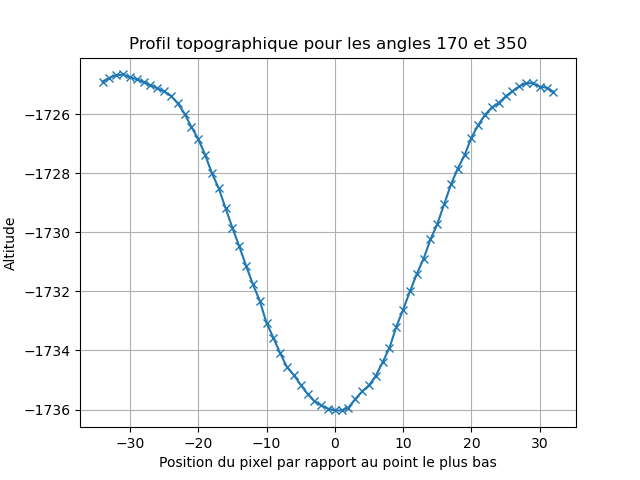 Profil topographique pour les angles 170 et 350
−1726
−1728
−1730
−1732
−1734
−1736
Altitude
−30 −20 −10 0 10 20 30
Position du pixel par rapport au point le plus bas